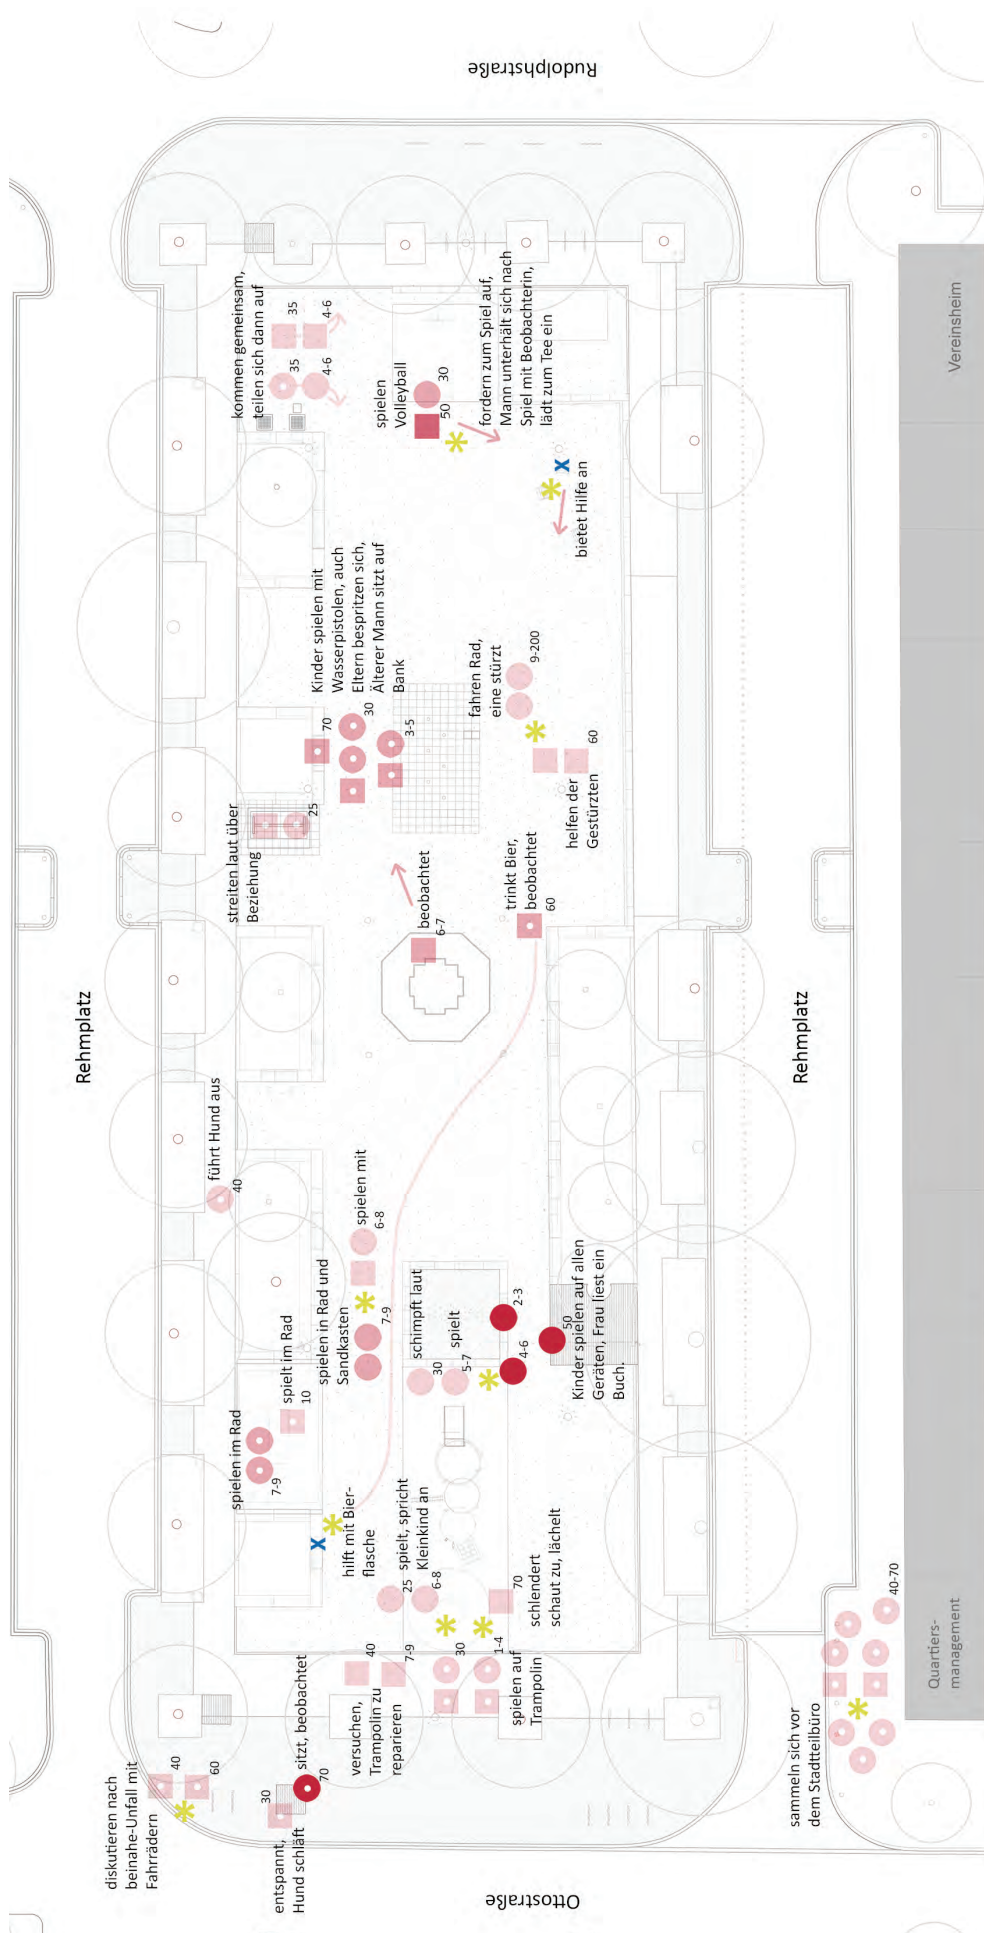 Rudolphstraße
kommen gemeinsam,
teilen sich dann auf
35
4-6
35
4-6
spielen
Volleyball
30
50
fordern zum Spiel auf,
Mann unterhält sich nach
Spiel mit Beobachterin,
lädt zum Tee ein
x
bietet Hilfe an
Vereinsheim
Kinder spielen mit
Wasserpistolen, auch
Eltern bespritzen sich,
Älterer Mann sitzt auf
Bank
70
30
3-5
fahren Rad,
eine stürzt
9-200
60
helfen der
Gestürzten
streiten laut über
Beziehung
25
beobachtet
6-7
trinkt Bier,
beobachtet
60
Rehmplatz
Rehmplatz
führt Hund aus
40
spielen mit
6-8
spielen in Rad und
Sandkasten
7-9
schimpft laut
spielt
30
5-7
2-3
4-6
50
Kinder spielen auf allen
Geräten, Frau liest ein
Buch.
spielt im Rad
10
spielen im Rad
7-9
x
hilft mit Bier-
flasche
spielt, spricht
Kleinkind an
25
6-8
70
schlendert
schaut zu, lächelt
40
7-9
versuchen,
Trampolin zu
reparieren
30
1-4
spielen auf
Trampolin
sitzt, beobachtet
70
30
entspannt,
Hund schläft
40
60
diskutieren nach
beinahe-Unfall mit
Fahrrädern
40-70
sammeln sich vor
dem Stadtteilbüro
Quartiers-
management
Ottostraße